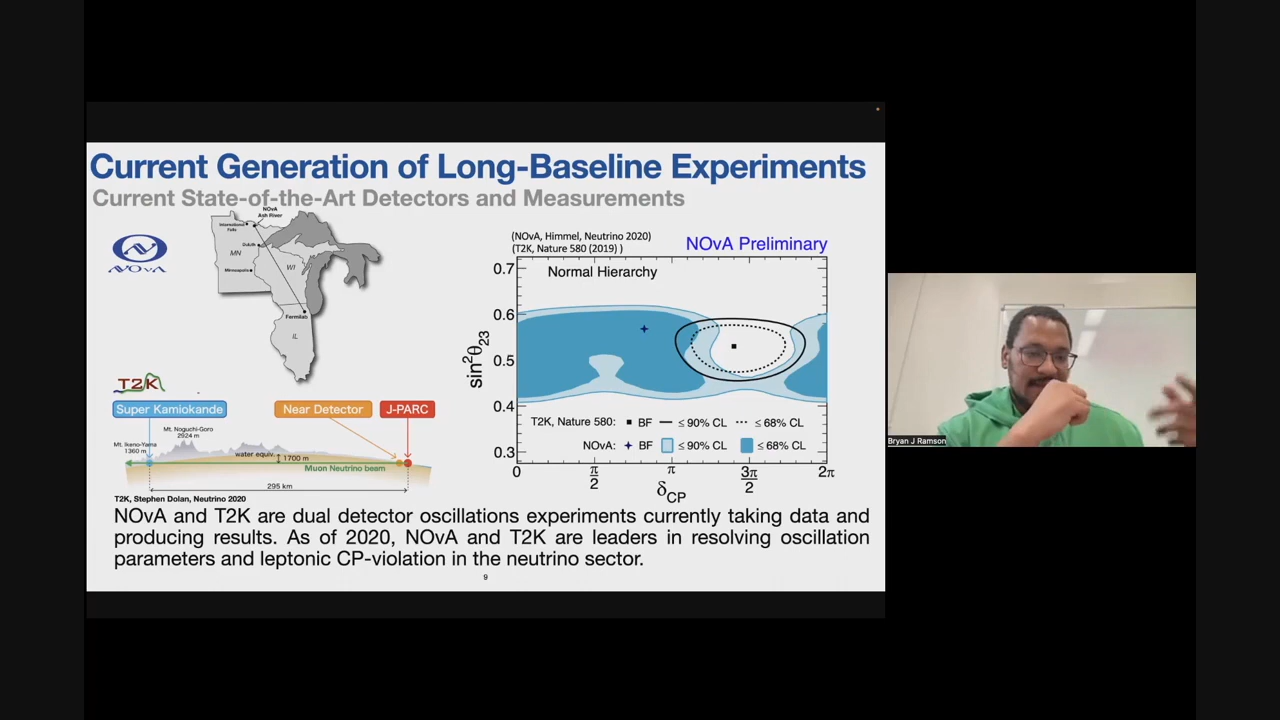 Current Generation of Long-Baseline Experiments
Current State-of-the-Art Detectors and Measurements
NOvA
Ash River
International
Falls
Duluth
MN
Minneapolis
WI
Fermilab
IL
NOvA
T2K
Super Kamiokande
Near Detector
J-PARC
Mt. Noguchi-Goro
2924 m
Mt. Ikeno-Yama
1360 m
water equiv.
1700 m
Muon Neutrino beam
295 km
T2K, Stephen Dolan, Neutrino 2020
(NOvA, Himmel, Neutrino 2020)
(T2K, Nature 580 (2019) )
NOvA Preliminary
Normal Hierarchy
0.7
0.6
0.5
0.4
0.3
sin²θ23
T2K, Nature 580: BF ≤ 90% CL ≤ 68% CL
NOvA: BF ≤ 90% CL ≤ 68% CL
0 π/2 π 3π/2 2π
δCP
NOvA and T2K are dual detector oscillations experiments currently taking data and
producing results. As of 2020, NOvA and T2K are leaders in resolving oscillation
parameters and leptonic CP-violation in the neutrino sector.
9
Bryan J Ramson